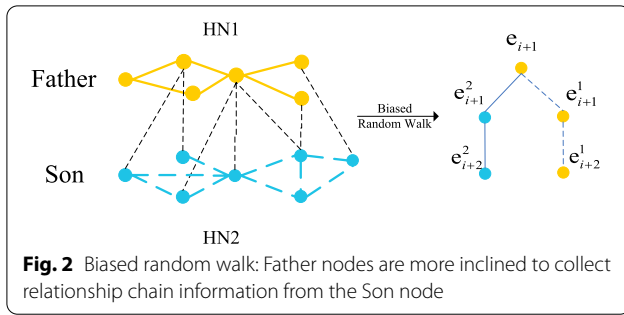 HN1
Father
Son
HN2
Biased
Random Walk
e_{i+1}
e^2_{i+1}
e^1_{i+1}
e^2_{i+2}
e^1_{i+2}
Fig. 2 Biased random walk: Father nodes are more inclined to collect
relationship chain information from the Son node